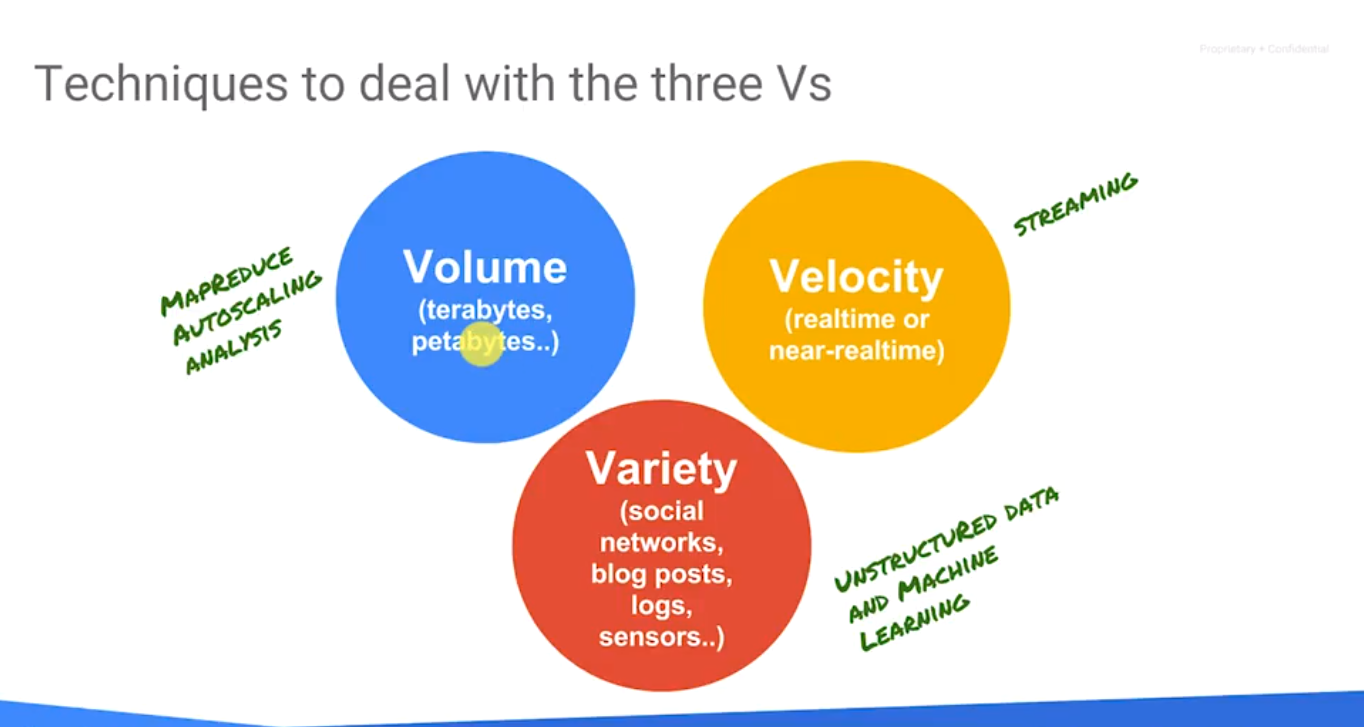 Proprietary + Confidential
Techniques to deal with the three Vs
Volume
(terabytes,
petabytes..)
MAPREDUCE
AUTOSCALING
ANALYSIS
Velocity
(realtime or
near-realtime)
STREAMING
Variety
(social
networks,
blog posts,
logs,
sensors..)
UNSTRUCTURED DATA
AND MACHINE
LEARNING